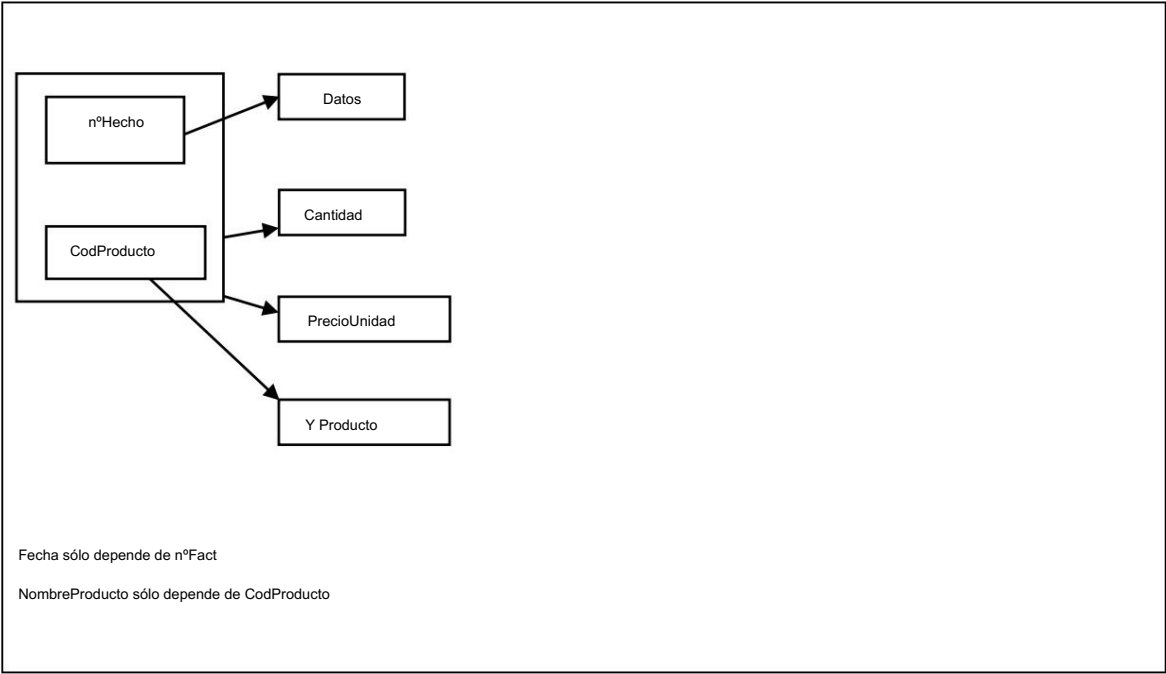 nºHecho
Datos
Cantidad
CodProducto
PrecioUnidad
Y Producto
Fecha sólo depende de nºFact
NombreProducto sólo depende de CodProducto